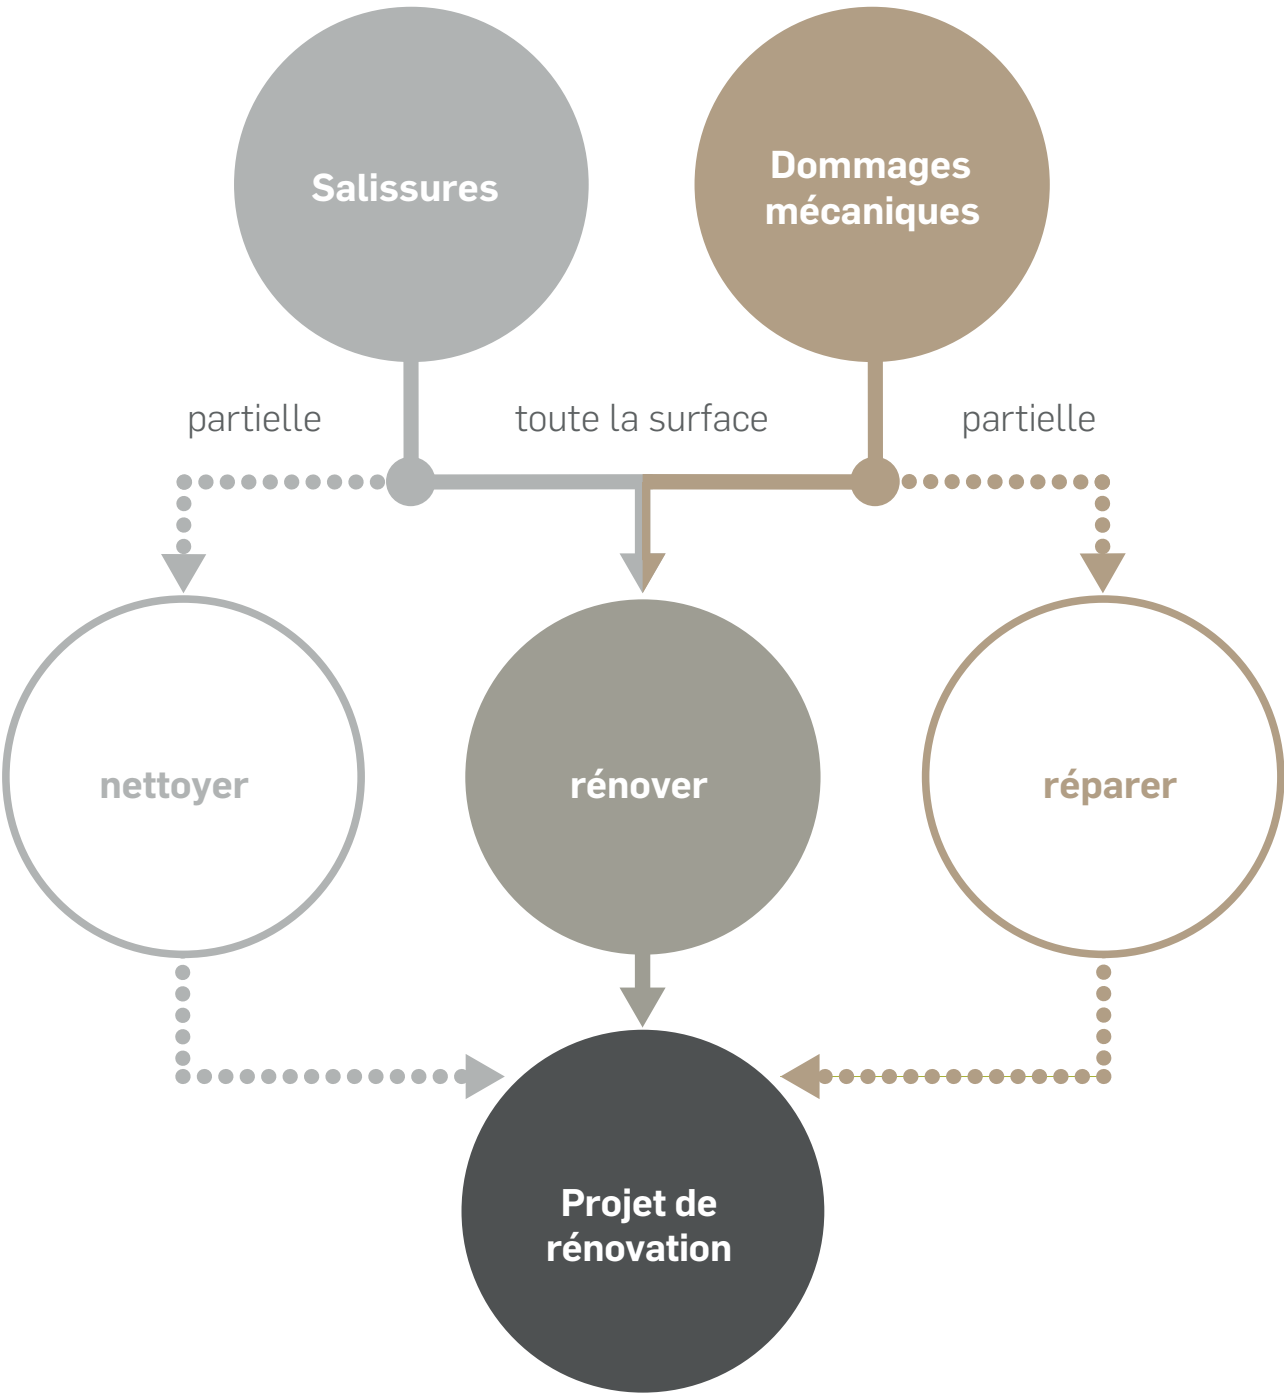 Salissures
Dommages
mécaniques
partielle
toute la surface
partielle
nettoyer
rénover
réparer
Projet de
rénovation